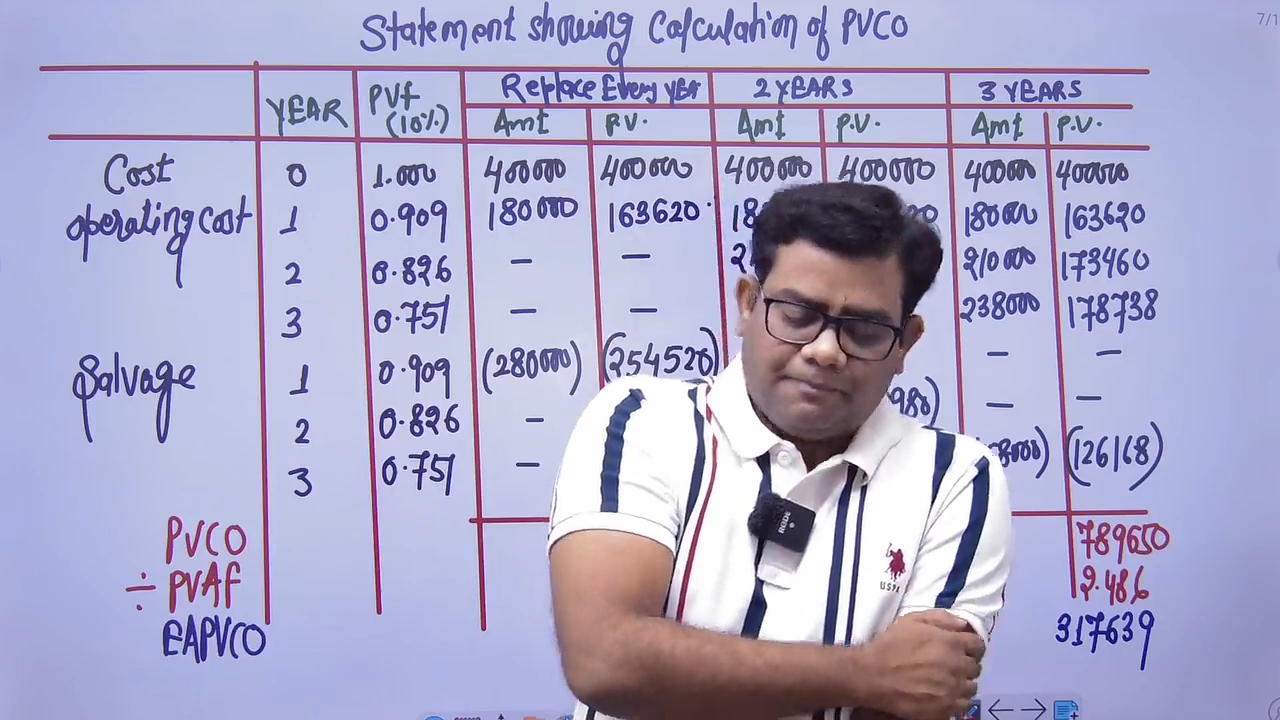 Statement showing Calculation of PVCO
7/1
YEAR PVf (10%) Replace Every YEAR 2 YEARS 3 YEARS
Amt P.V. Amt P.V. Amt P.V.
Cost 0 1.000 400000 400000 400000 400000 400000 400000
operating cost 1 0.909 180000 163620 180000 163620
2 0.826 — — 210000 173460
3 0.751 — — 238000 178738
Salvage 1 0.909 (280000) (254520) — —
2 0.826 — — —
3 0.751 — (126168)
PVCO 789650
÷ PVAf 2.486
EAPVCO 317639
RODE